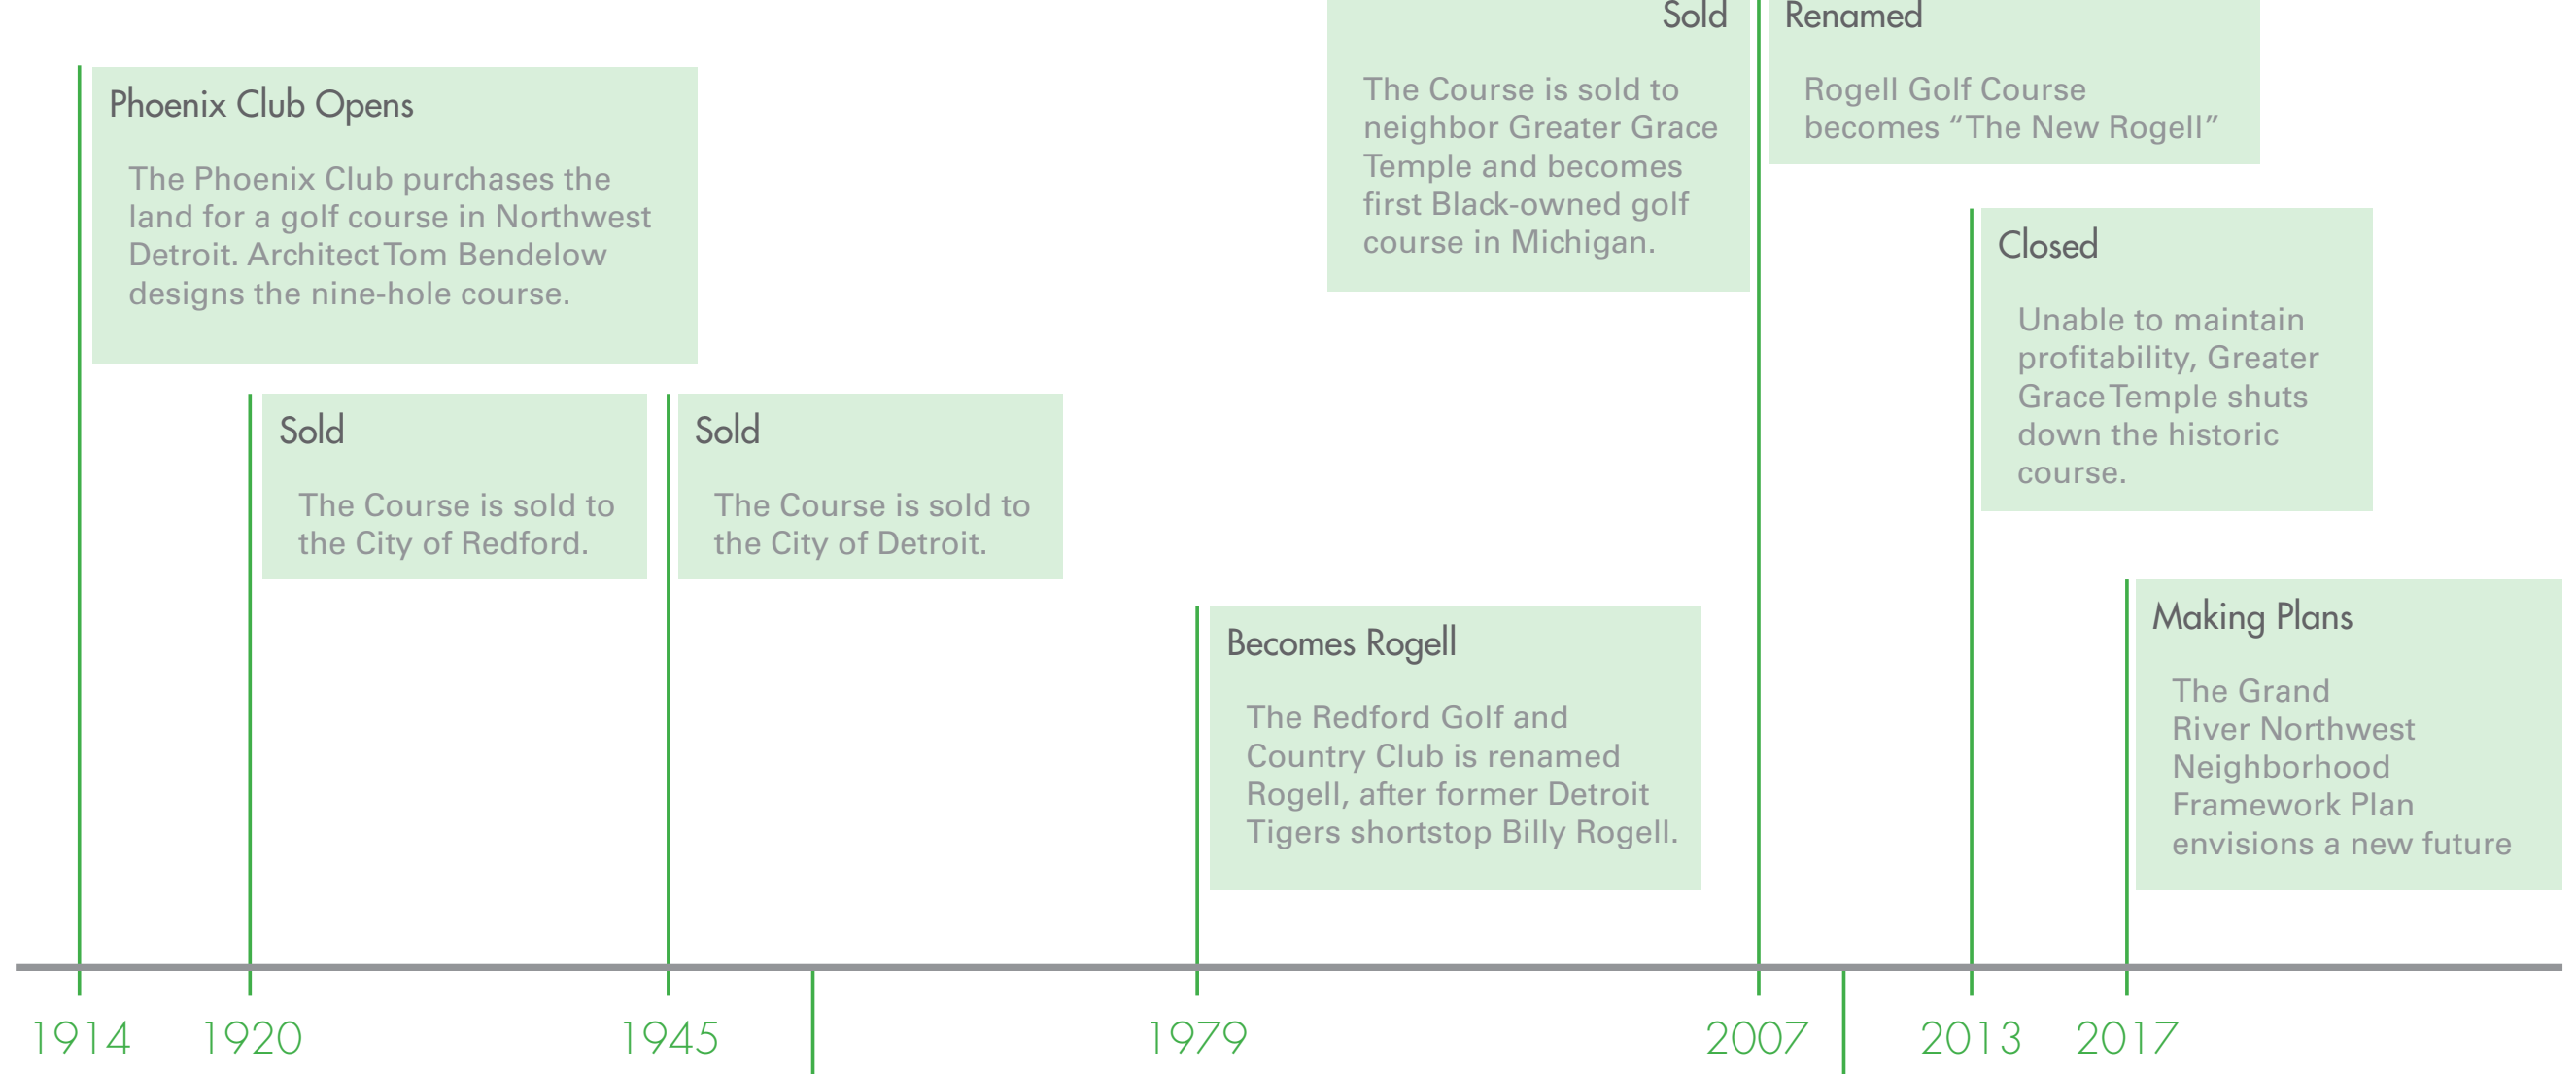 Phoenix Club Opens
The Phoenix Club purchases the
land for a golf course in Northwest
Detroit. Architect Tom Bendelow
designs the nine-hole course.
Sold
The Course is sold to
the City of Redford.
Sold
The Course is sold to
the City of Detroit.
Becomes Rogell
The Redford Golf and
Country Club is renamed
Rogell, after former Detroit
Tigers shortstop Billy Rogell.
Sold
The Course is sold to
neighbor Greater Grace
Temple and becomes
first Black-owned golf
course in Michigan.
Renamed
Rogell Golf Course
becomes “The New Rogell”
Closed
Unable to maintain
profitability, Greater
Grace Temple shuts
down the historic
course.
Making Plans
The Grand
River Northwest
Neighborhood
Framework Plan
envisions a new future
1914
1920
1945
1979
2007
2013
2017